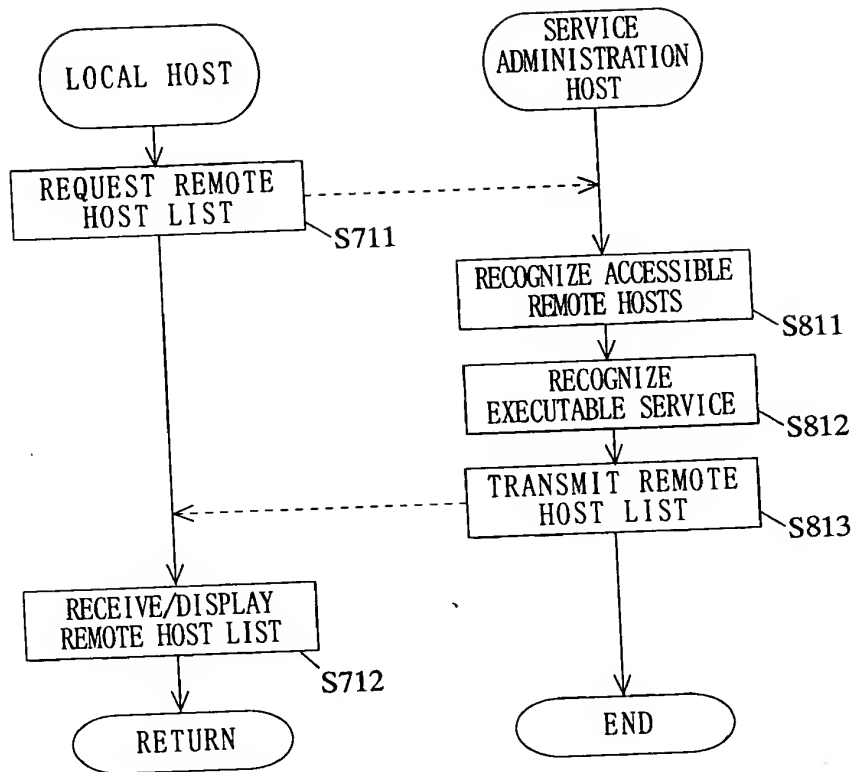 LOCAL HOST
REQUEST REMOTE
HOST LIST
S711
RECEIVE/DISPLAY
REMOTE HOST LIST
S712
RETURN
SERVICE
ADMINISTRATION
HOST
RECOGNIZE ACCESSIBLE
REMOTE HOSTS
S811
RECOGNIZE
EXECUTABLE SERVICE
S812
TRANSMIT REMOTE
HOST LIST
S813
END